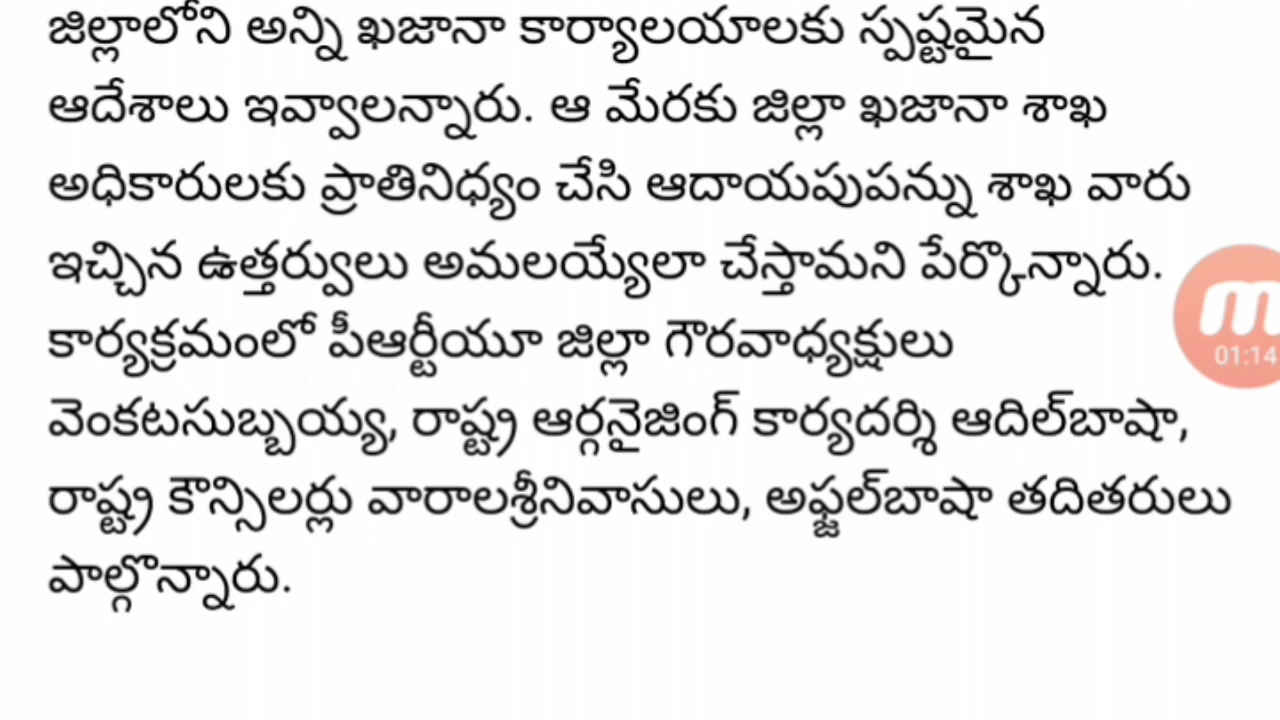 జిల్లాలోని అన్ని ఖజానా కార్యాలయాలకు స్పష్టమైన
ఆదేశాలు ఇవ్వాలన్నారు. ఆ మేరకు జిల్లా ఖజానా శాఖ
అధికారులకు ప్రాతినిధ్యం చేసి ఆదాయపుపన్ను శాఖ వారు
ఇచ్చిన ఉత్తర్వులు అమలయ్యేలా చేస్తామని పేర్కొన్నారు.
కార్యక్రమంలో పీఆర్టీయూ జిల్లా గౌరవాధ్యక్షులు
వెంకటసుబ్బయ్య, రాష్ట్ర ఆర్గనైజింగ్ కార్యదర్శి ఆదిల్‌బాషా,
రాష్ట్ర కౌన్సిలర్లు వారాలశ్రీనివాసులు, అఫ్జల్‌బాషా తదితరులు
పాల్గొన్నారు.
m
01:14